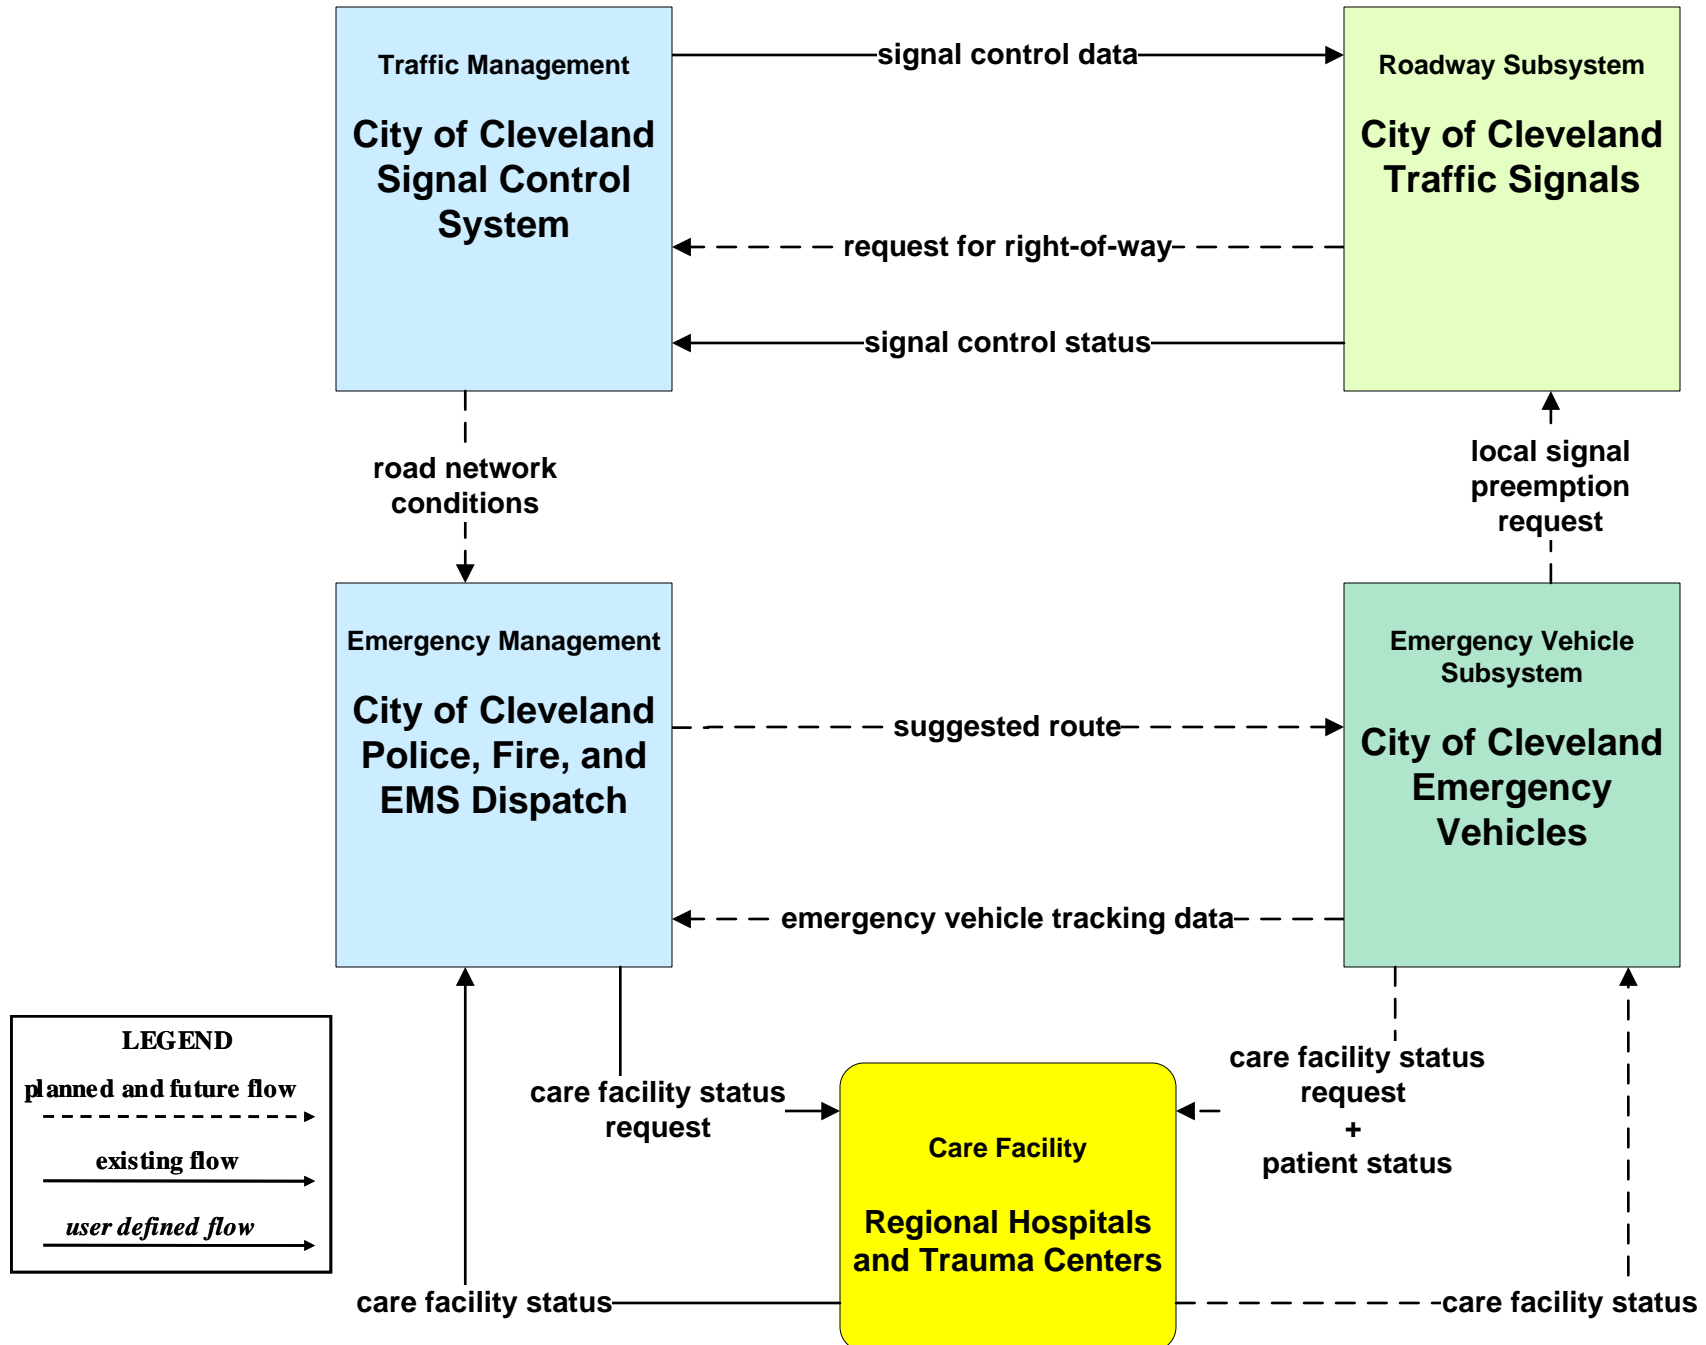 Traffic Management
City of Cleveland
Signal Control
System
signal control data
Roadway Subsystem
City of Cleveland
Traffic Signals
request for right-of-way
signal control status
road network
conditions
local signal
preemption
request
Emergency Management
City of Cleveland
Police, Fire, and
EMS Dispatch
suggested route
Emergency Vehicle
Subsystem
City of Cleveland
Emergency
Vehicles
emergency vehicle tracking data
LEGEND
planned and future flow
existing flow
user defined flow
care facility status
request
Care Facility
Regional Hospitals
and Trauma Centers
care facility status
request
+
patient status
care facility status
care facility status